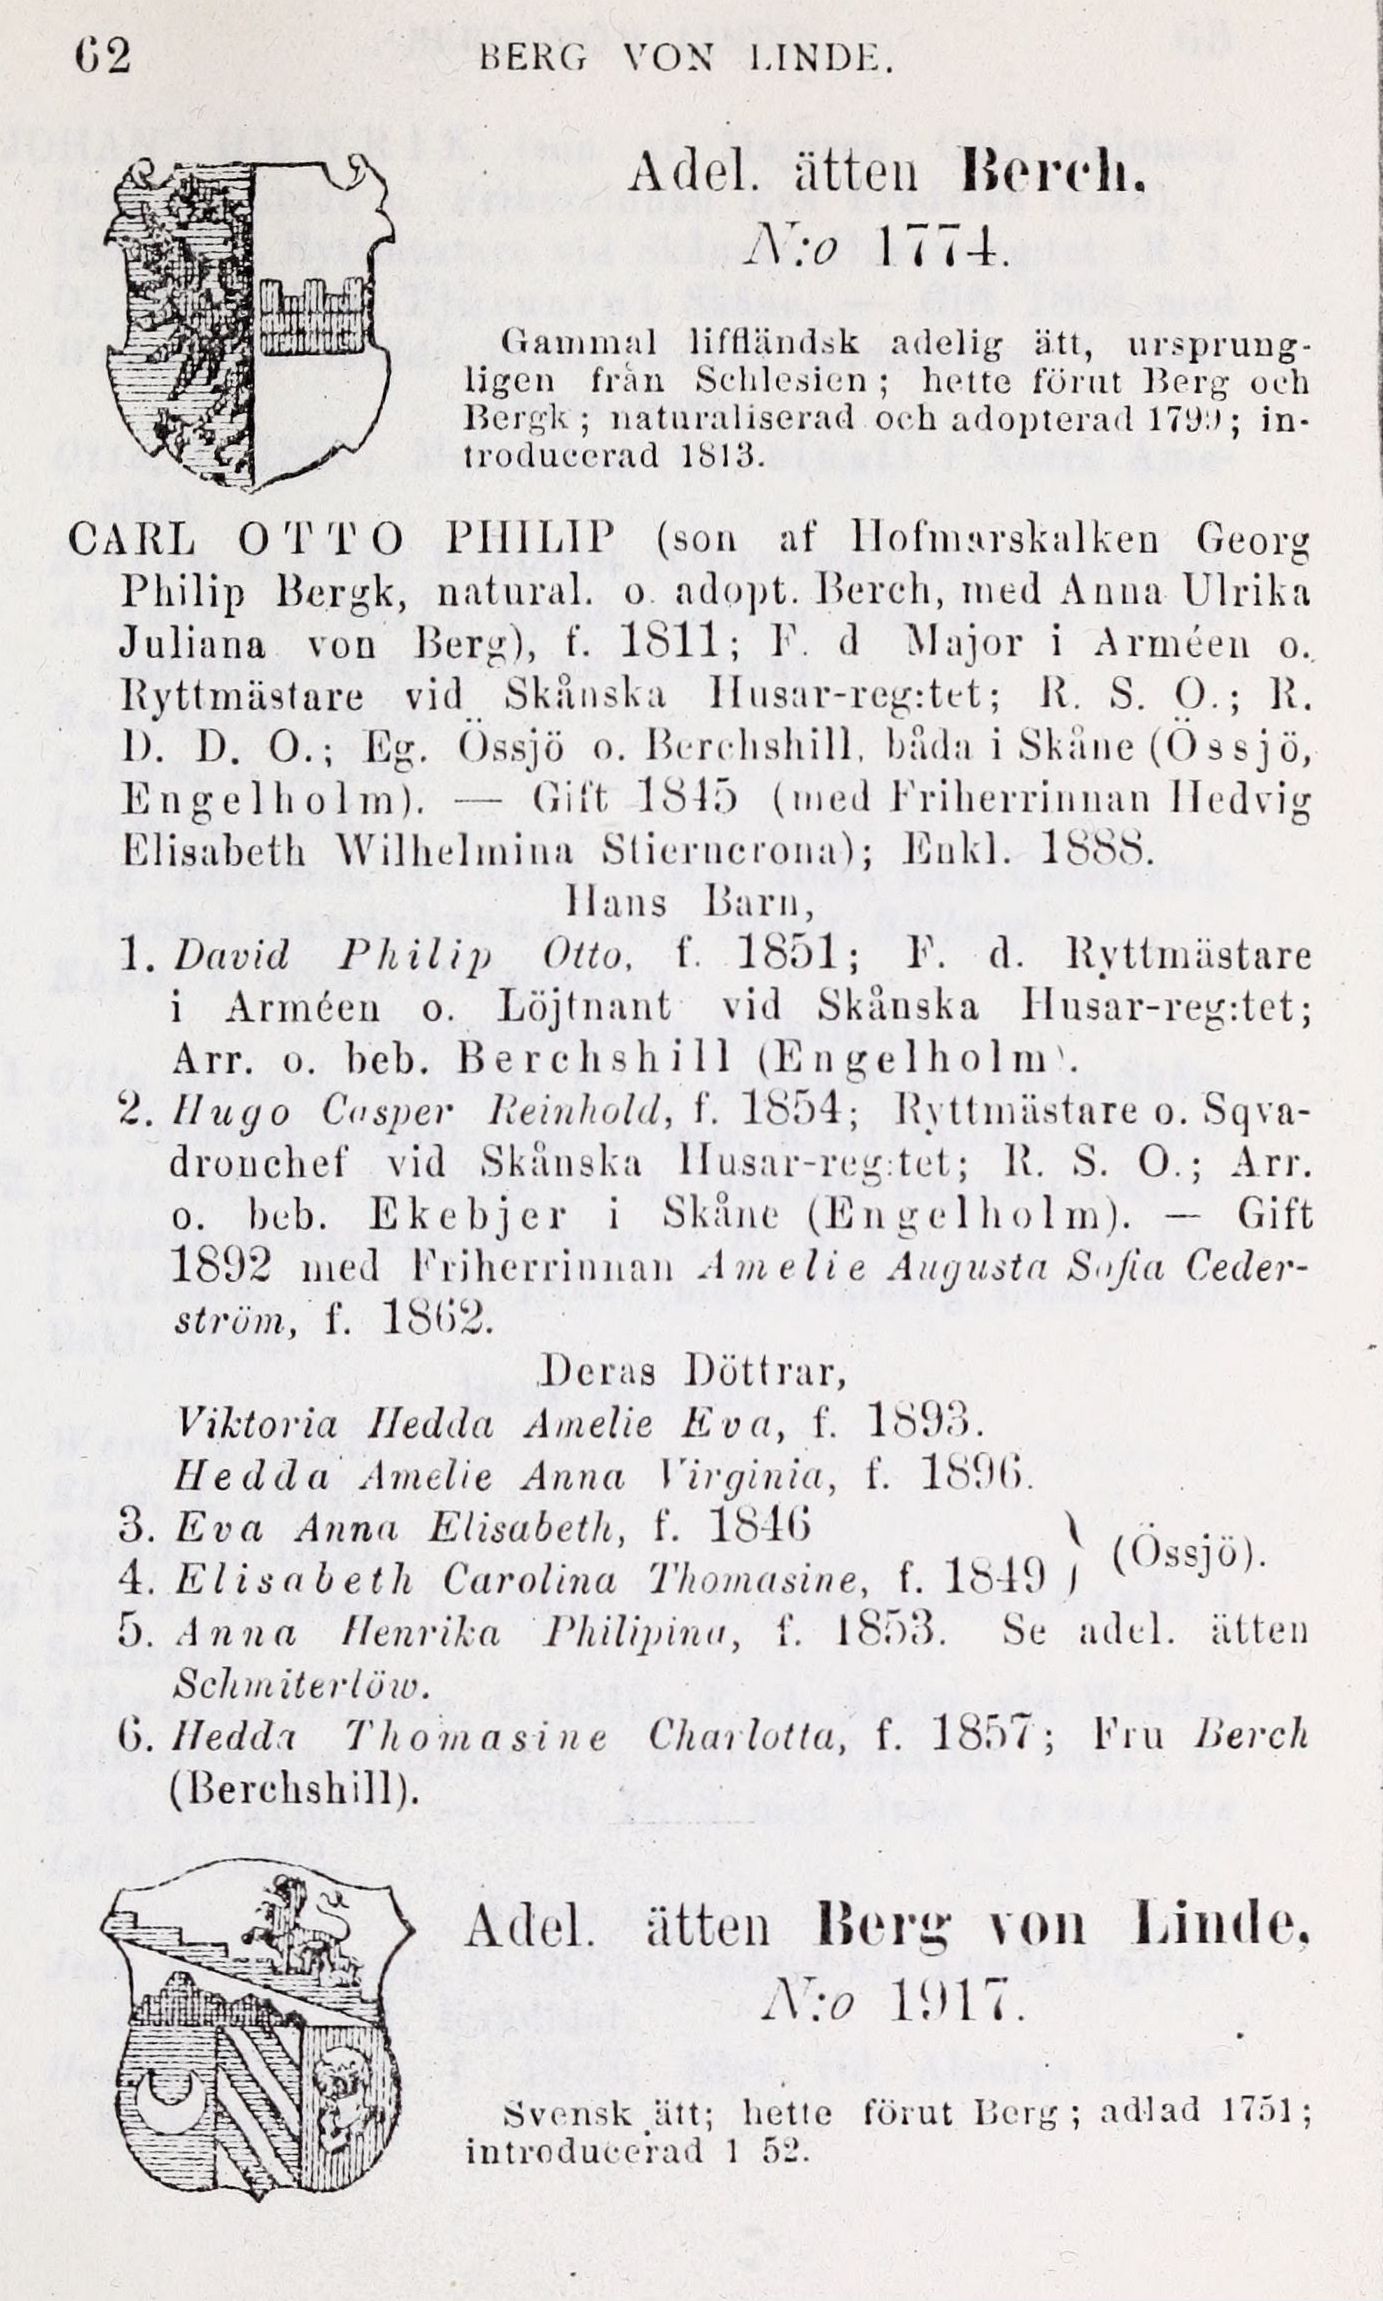 62
BERG VON LINDE.
Adel. ätten Berch.
N:o 1774.
Gammal liffländsk adelig ätt, ursprung-
ligen från Schlesien; hette förut Berg och
Bergk; naturaliserad och adopterad 1799; in-
troducerad 1813.
CARL OTTO PHILIP (son af Hofmarskalken Georg
Philip Bergk, natural. o. adopt. Berch, med Anna Ulrika
Juliana von Berg), f. 1811; F. d Major i Arméen o.
Ryttmästare vid Skånska Husar-reg:tet; R. S. O.; R.
D. D. O.; Eg. Össjö o. Berchshill, båda i Skåne (Össjö,
Engelholm). — Gift 1845 (med Friherrinnan Hedvig
Elisabeth Wilhelmina Stierncrona); Enkl. 1888.
Hans Barn,
1. David Philip Otto, f. 1851; F. d. Ryttmästare
i Arméen o. Löjtnant vid Skånska Husar-reg:tet;
Arr. o. beb. Berchshill (Engelholm).
2. Hugo Casper Reinhold, f. 1854; Ryttmästare o. Sqva-
dronchef vid Skånska Husar-reg:tet; R. S. O.; Arr.
o. beb. Ekebjer i Skåne (Engelholm). — Gift
1892 med Friherrinnan Amelie Augusta Sofia Ceder-
ström, f. 1862.
Deras Döttrar,
Viktoria Hedda Amelie Eva, f. 1893.
Hedda Amelie Anna Virginia, f. 1896.
3. Eva Anna Elisabeth, f. 1846
4. Elisabeth Carolina Thomasine, f. 1849 } (Össjö).
5. Anna Henrika Philipina, f. 1853. Se adel. ätten
Schmiterlöw.
6. Hedda Thomasine Charlotta, f. 1857; Fru Berch
(Berchshill).
Adel. ätten Berg von Linde.
N:o 1917.
Svensk ätt; hette förut Berg; adlad 1751;
introducerad 1 52.